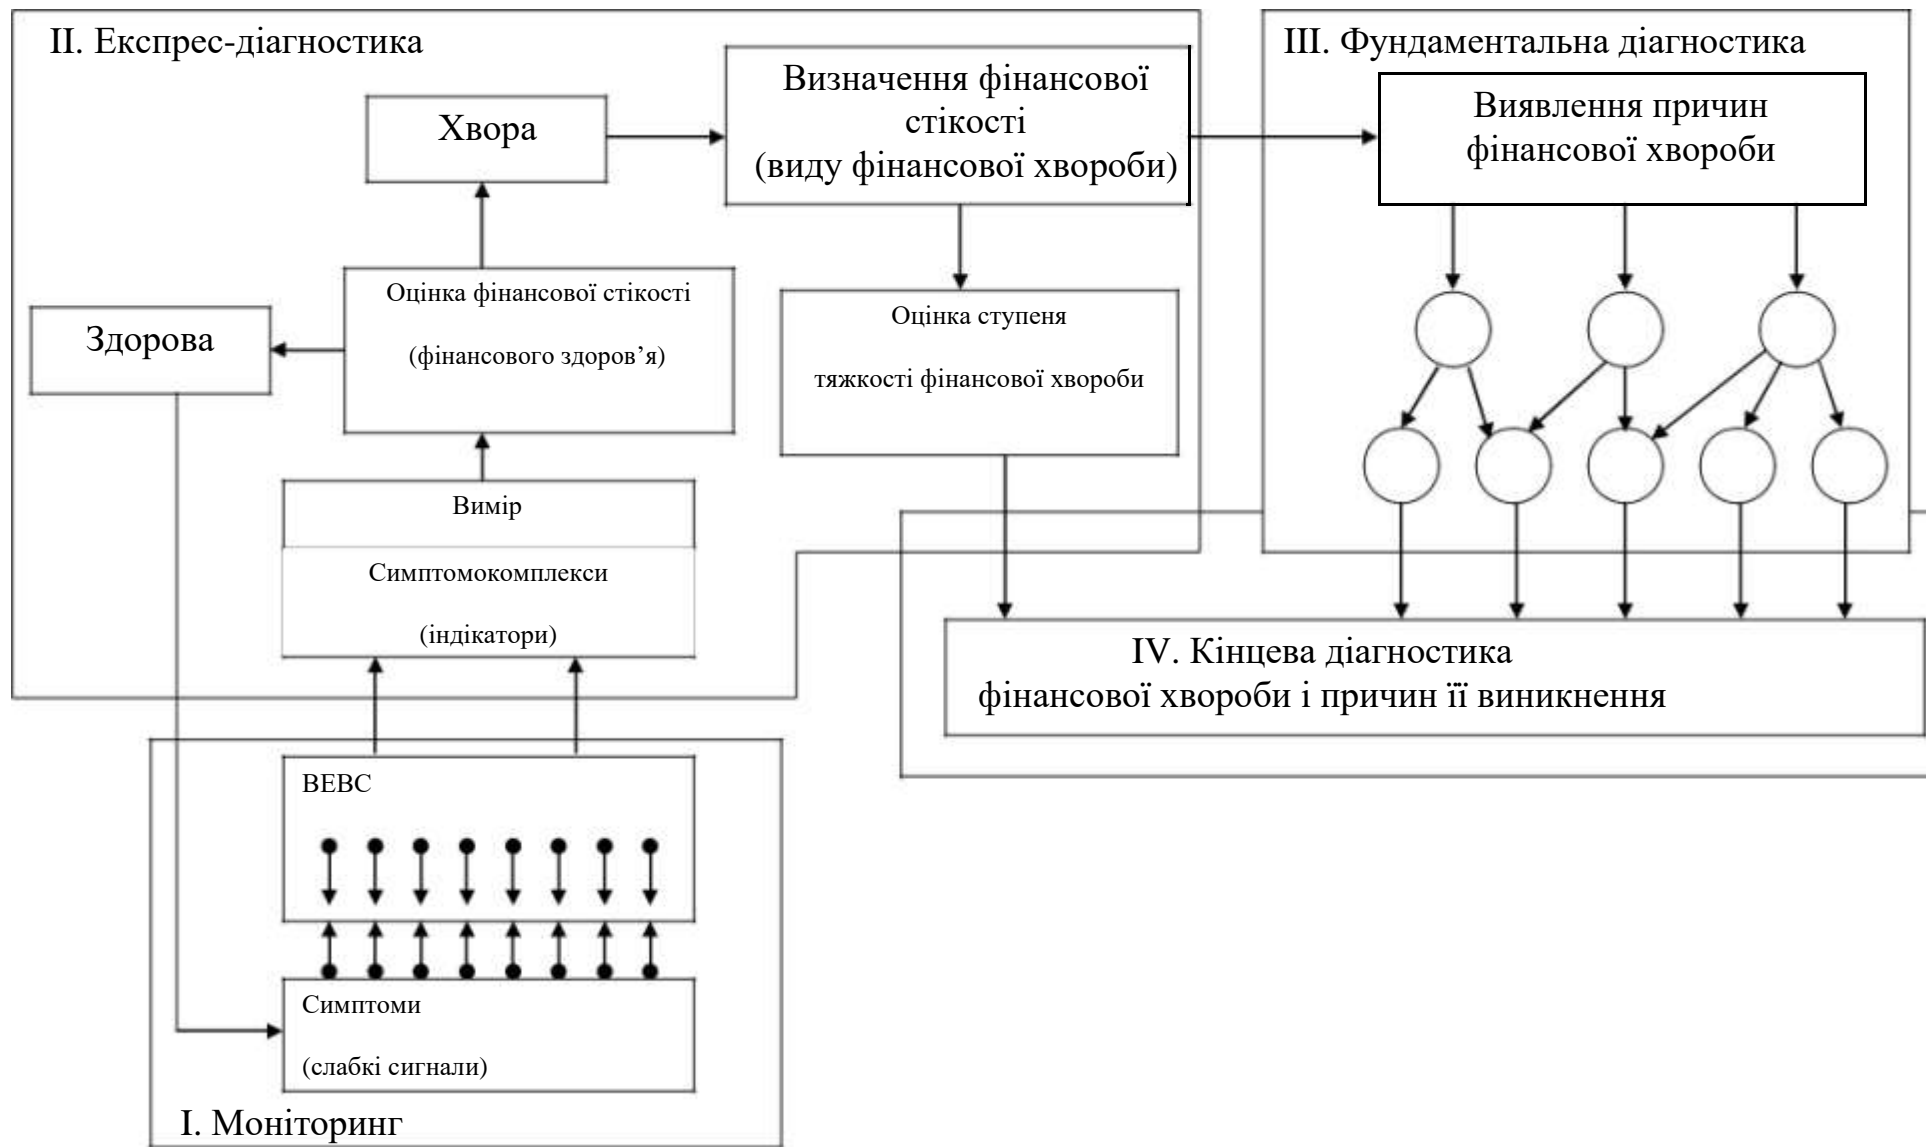 II. Експрес-діагностика
Хвора
Визначення фінансової
стікості
(виду фінансової хвороби)
Оцінка фінансової стікості
(фінансового здоров’я)
Здорова
Оцінка ступеня
тяжкості фінансової хвороби
Вимір
Симптомокомплекси
(індікатори)
III. Фундаментальна діагностика
Виявлення причин
фінансової хвороби
IV. Кінцева діагностика
фінансової хвороби і причин її виникнення
ВЕВС
Симптоми
(слабкі сигнали)
I. Моніторинг